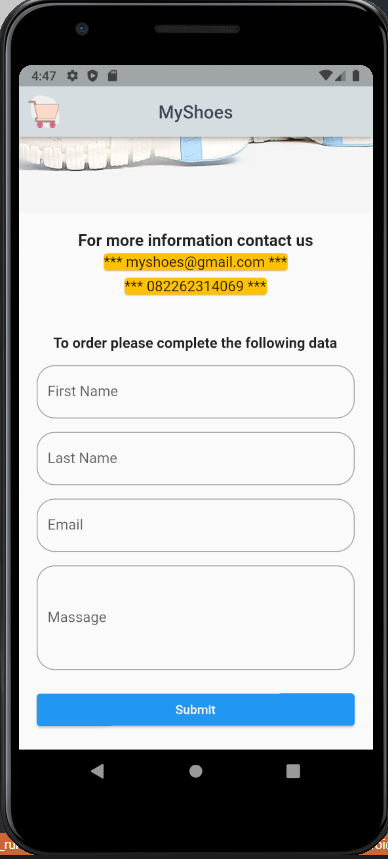 4:47
MyShoes
For more information contact us
*** myshoes@gmail.com ***
*** 082262314069 ***
To order please complete the following data
First Name
Last Name
Email
Massage
Submit